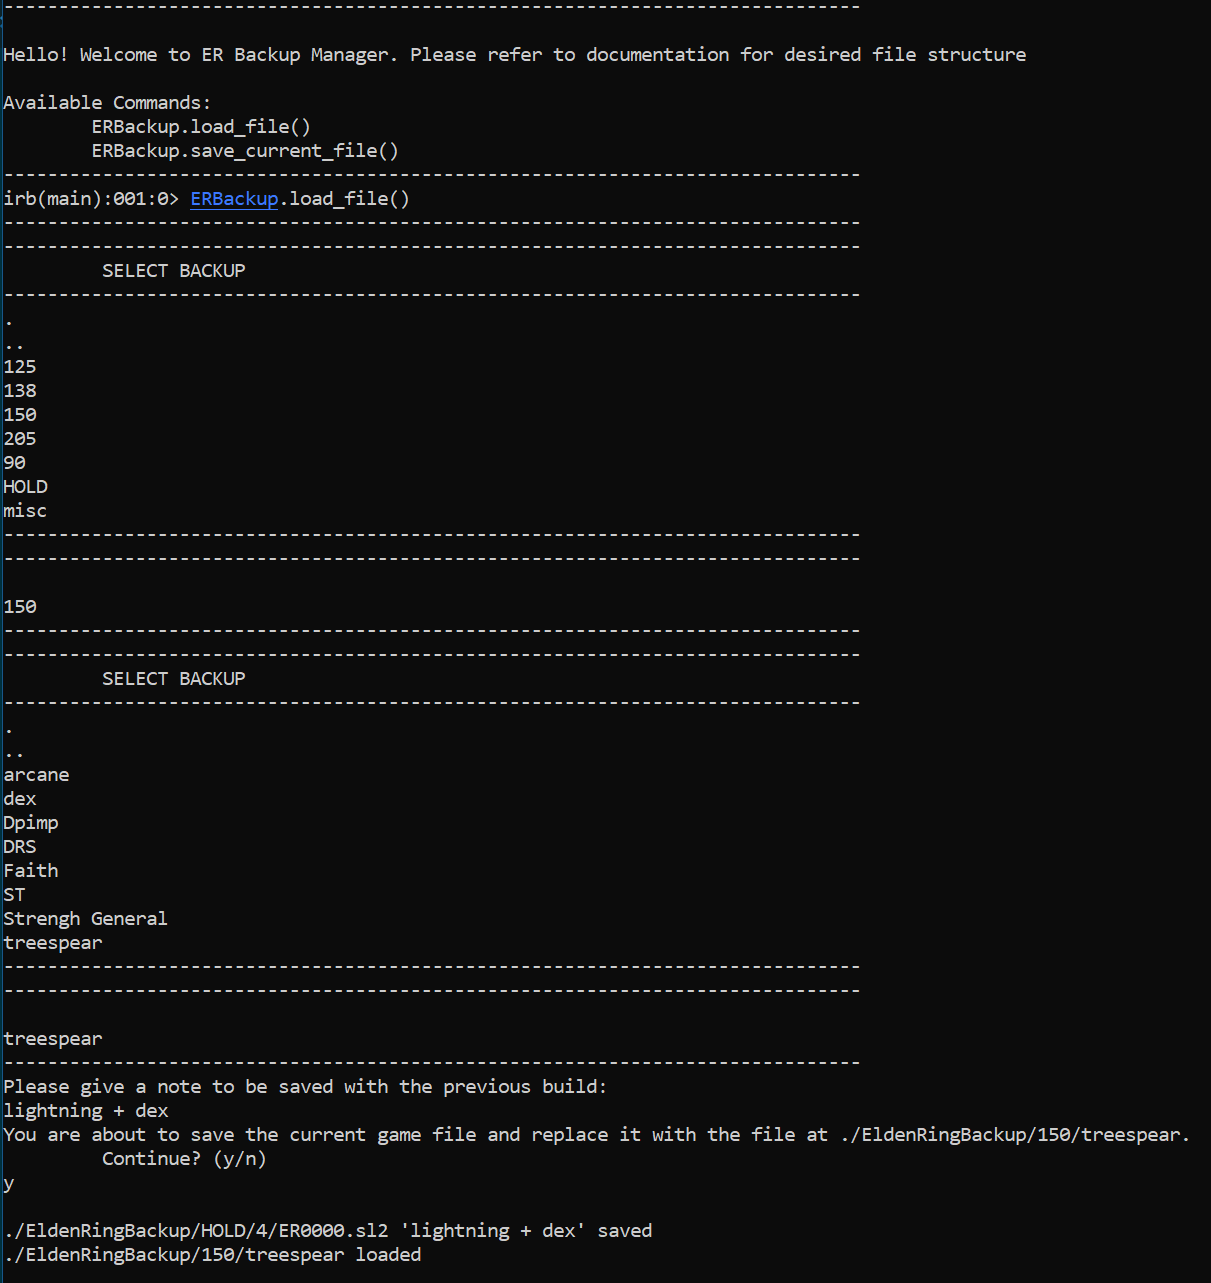 ------------------------------------------------------------------------------
Hello! Welcome to ER Backup Manager. Please refer to documentation for desired file structure
Available Commands:
ERBackup.load_file()
ERBackup.save_current_file()
------------------------------------------------------------------------------
irb(main):001:0> ERBackup.load_file()
------------------------------------------------------------------------------
------------------------------------------------------------------------------
SELECT BACKUP
------------------------------------------------------------------------------
.
..
125
138
150
205
90
HOLD
misc
------------------------------------------------------------------------------
------------------------------------------------------------------------------
150
------------------------------------------------------------------------------
------------------------------------------------------------------------------
SELECT BACKUP
------------------------------------------------------------------------------
.
..
arcane
dex
Dpimp
DRS
Faith
ST
Strengh General
treespear
------------------------------------------------------------------------------
------------------------------------------------------------------------------
treespear
------------------------------------------------------------------------------
Please give a note to be saved with the previous build:
lightning + dex
You are about to save the current game file and replace it with the file at ./EldenRingBackup/150/treespear.
Continue? (y/n)
y
./EldenRingBackup/HOLD/4/ER0000.sl2 'lightning + dex' saved
./EldenRingBackup/150/treespear loaded